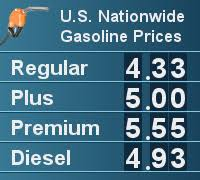 U.S. Nationwide
Gasoline Prices
Regular 4.33
Plus 5.00
Premium 5.55
Diesel 4.93